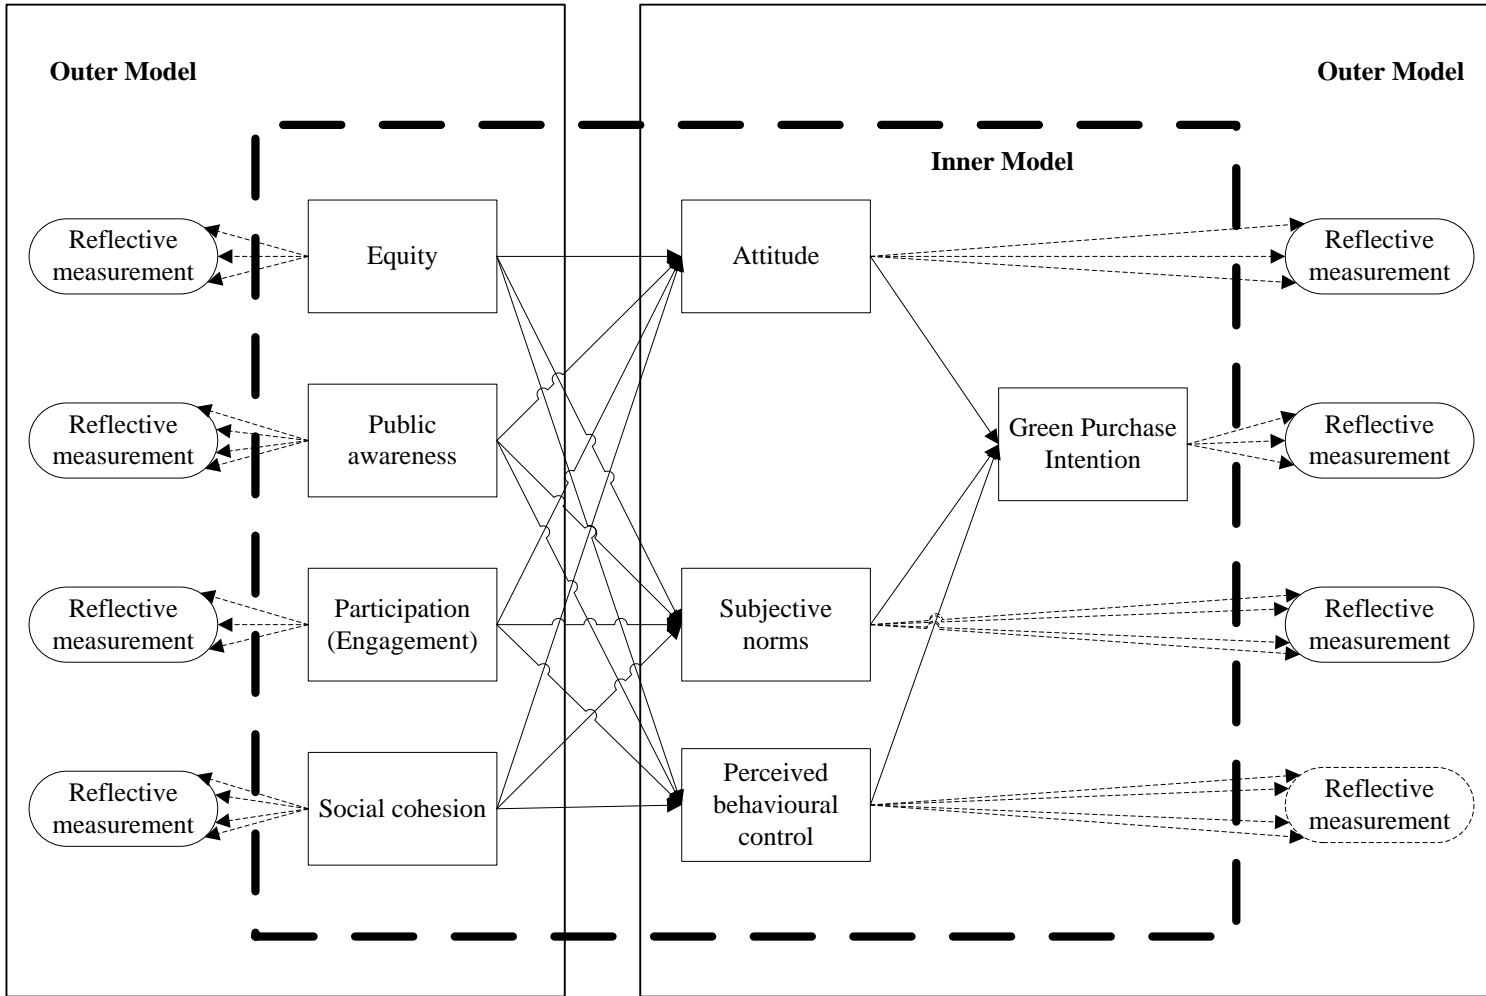 Outer Model
Outer Model
Inner Model
Reflective
measurement
Equity
Attitude
Reflective
measurement
Reflective
measurement
Public
awareness
Green Purchase
Intention
Reflective
measurement
Reflective
measurement
Participation
(Engagement)
Subjective
norms
Reflective
measurement
Reflective
measurement
Social cohesion
Perceived
behavioural
control
Reflective
measurement